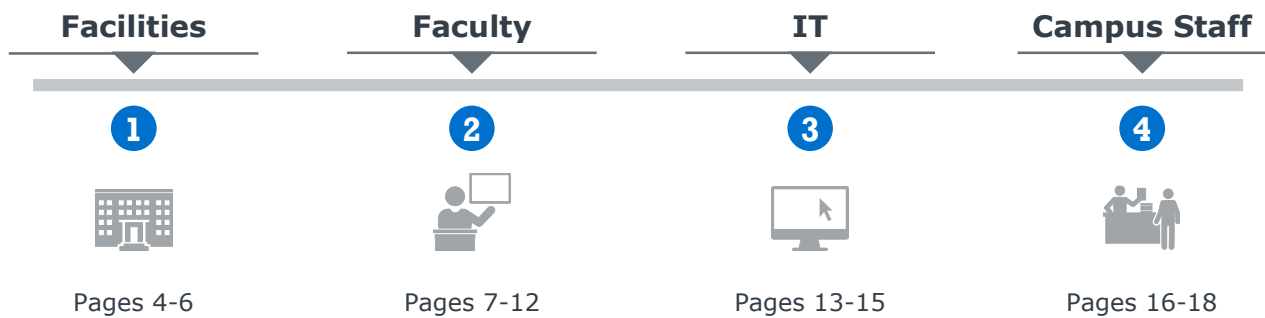 Facilities
Faculty
IT
Campus Staff
1
2
3
4
Pages 4-6
Pages 7-12
Pages 13-15
Pages 16-18